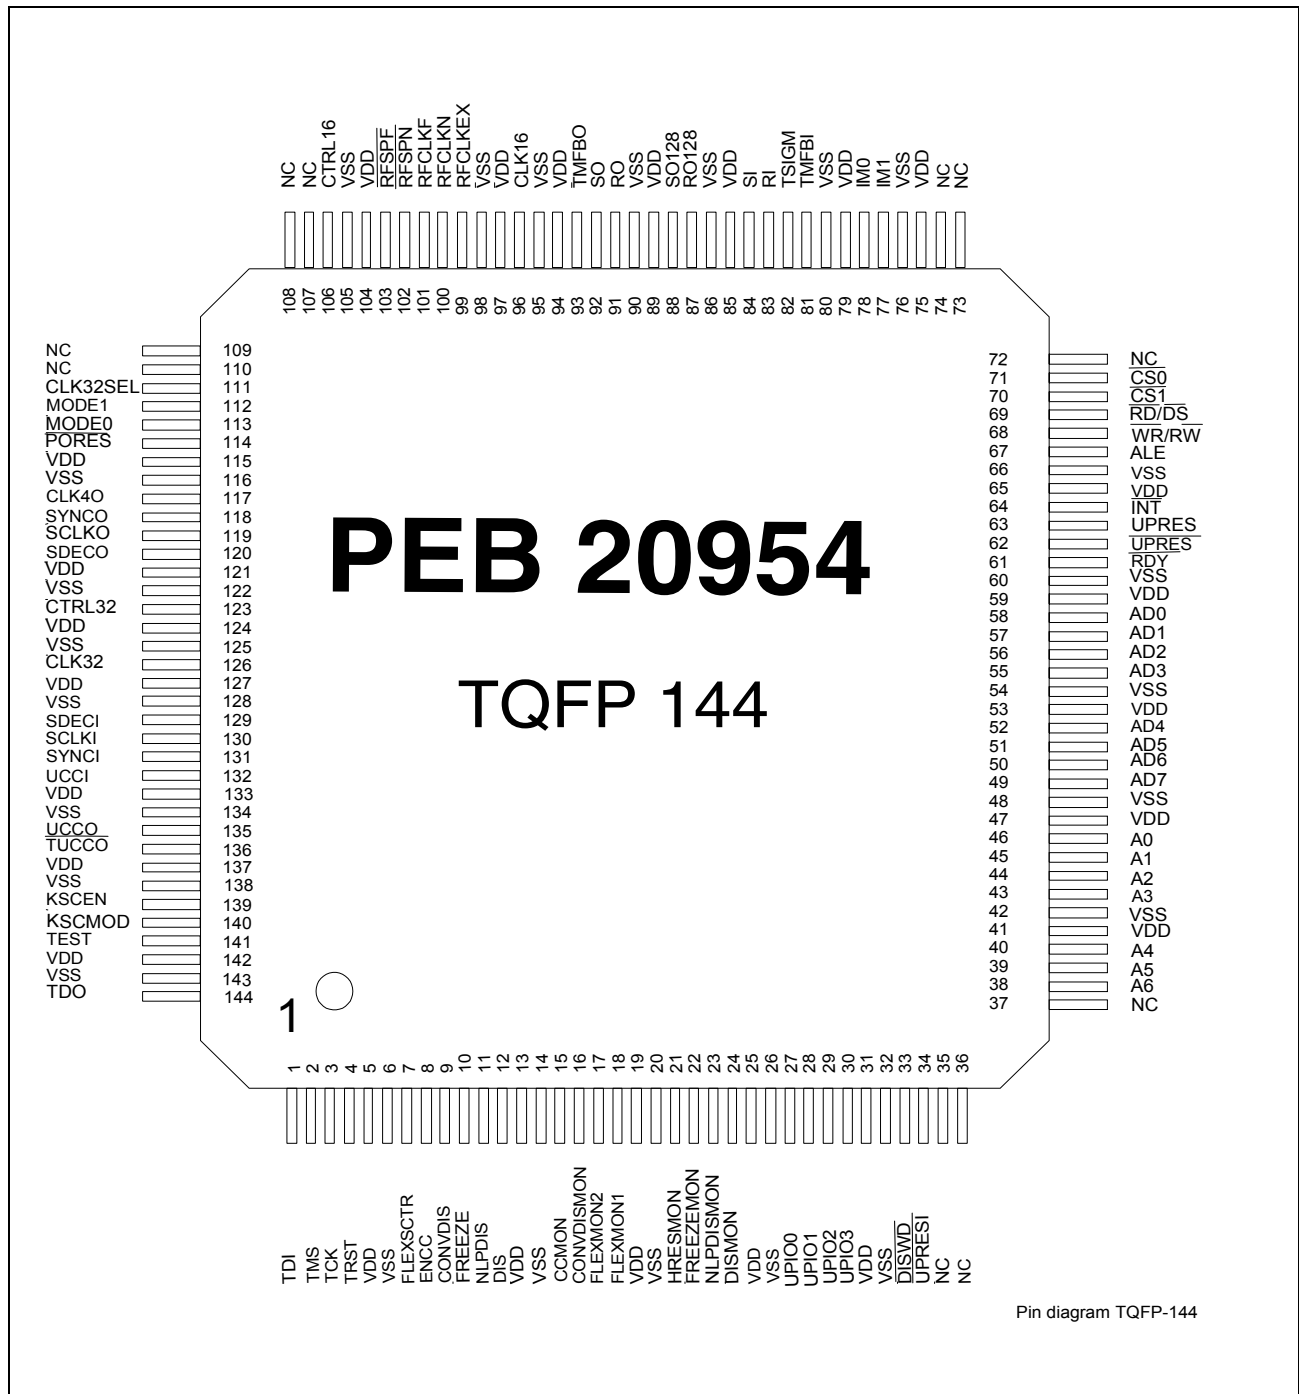 NC NC CTRL16 VSS VDD RFSPF RFSPN RFCLKF RFCLKN RFCLKEX VSS VDD CLK16 VSS VDD TMFBO SO RO VSS VDD SO128 RO128 VSS VDD SI RI TSIGM TMFBI VSS VDD IM0 IM1 VSS VDD NC NC
108 107 106 105 104 103 102 101 100 99 98 97 96 95 94 93 92 91 90 89 88 87 86 85 84 83 82 81 80 79 78 77 76 75 74 73
NC 109
NC 110
CLK32SEL 111
MODE1 112
MODE0 113
PORES 114
VDD 115
VSS 116
CLK4O 117
SYNCO 118
SCLKO 119
SDECO 120
VDD 121
VSS 122
CTRL32 123
VDD 124
VSS 125
CLK32 126
VDD 127
VSS 128
SDECI 129
SCLKI 130
SYNCI 131
UCCI 132
VDD 133
VSS 134
UCCO 135
TUCCO 136
VDD 137
VSS 138
KSCEN 139
KSCMOD 140
TEST 141
VDD 142
VSS 143
TDO 144
PEB 20954
TQFP 144
72 NC
71 CS0
70 CS1
69 RD/DS
68 WR/RW
67 ALE
66 VSS
65 VDD
64 INT
63 UPRES
62 UPRES
61 RDY
60 VSS
59 VDD
58 AD0
57 AD1
56 AD2
55 AD3
54 VSS
53 VDD
52 AD4
51 AD5
50 AD6
49 AD7
48 VSS
47 VDD
46 A0
45 A1
44 A2
43 A3
42 VSS
41 VDD
40 A4
39 A5
38 A6
37 NC
1
1 2 3 4 5 6 7 8 9 10 11 12 13 14 15 16 17 18 19 20 21 22 23 24 25 26 27 28 29 30 31 32 33 34 35 36
TDI TMS TCK TRST VDD VSS FLEXSCTR ENCC CONVDIS FREEZE NLPDIS DIS VDD VSS CCMON CONVDISMON FLEXMON2 FLEXMON1 VDD VSS HRESMON FREEZEMON NLPDISMON DISMON VDD VSS UPIO0 UPIO1 UPIO2 UPIO3 VDD VSS DISWD UPRESI NC NC
Pin diagram TQFP-144